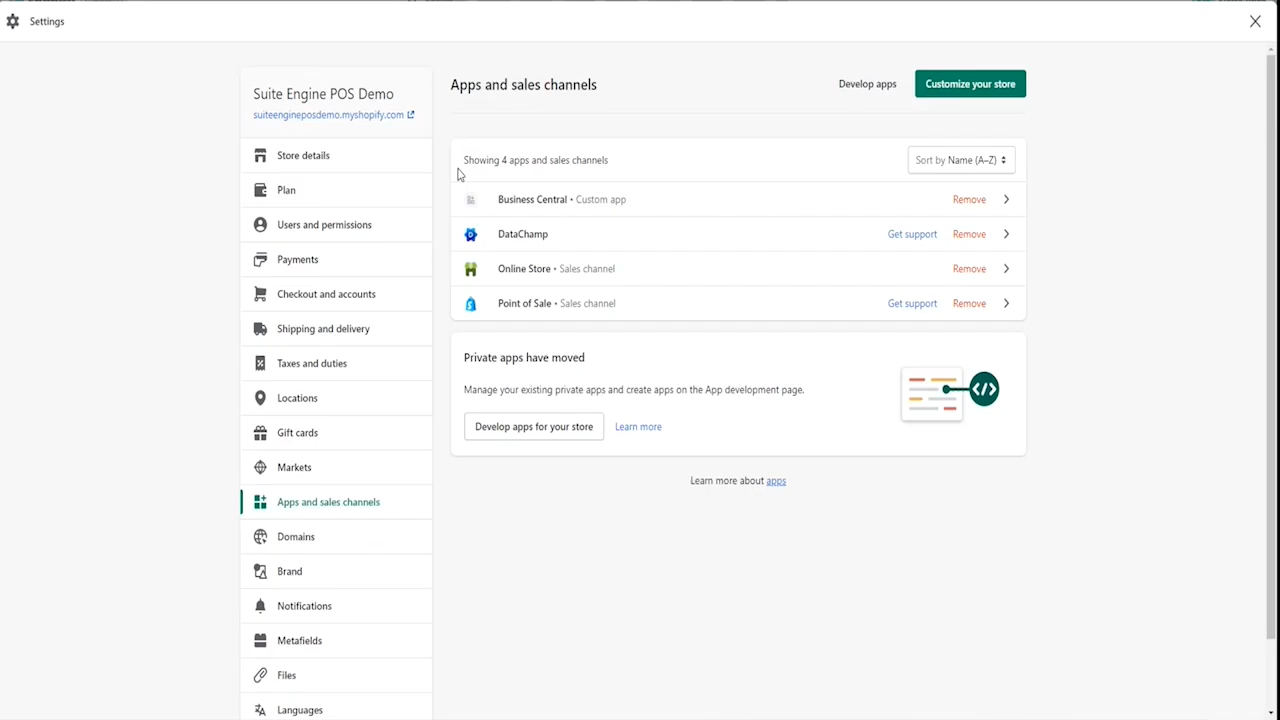 Settings
Suite Engine POS Demo
suiteengineposdemo.myshopify.com
Store details
Plan
Users and permissions
Payments
Checkout and accounts
Shipping and delivery
Taxes and duties
Locations
Gift cards
Markets
Apps and sales channels
Domains
Brand
Notifications
Metafields
Files
Languages
Apps and sales channels
Develop apps
Customize your store
Showing 4 apps and sales channels
Sort by Name (A–Z)
Business Central • Custom app
Remove
DataChamp
Get support
Remove
Online Store • Sales channel
Remove
Point of Sale • Sales channel
Get support
Remove
Private apps have moved
Manage your existing private apps and create apps on the App development page.
Develop apps for your store
Learn more
Learn more about apps